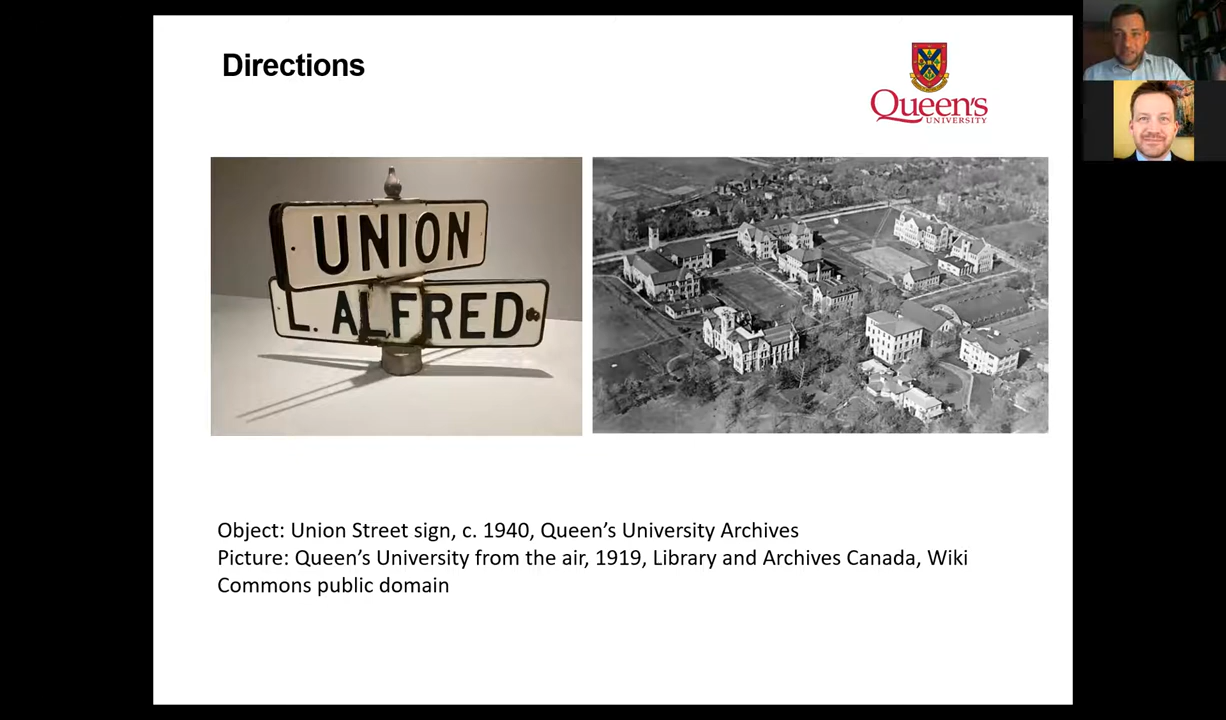 Directions
Queen's
UNIVERSITY
UNION
L. ALFRED
Object: Union Street sign, c. 1940, Queen’s University Archives
Picture: Queen’s University from the air, 1919, Library and Archives Canada, Wiki
Commons public domain